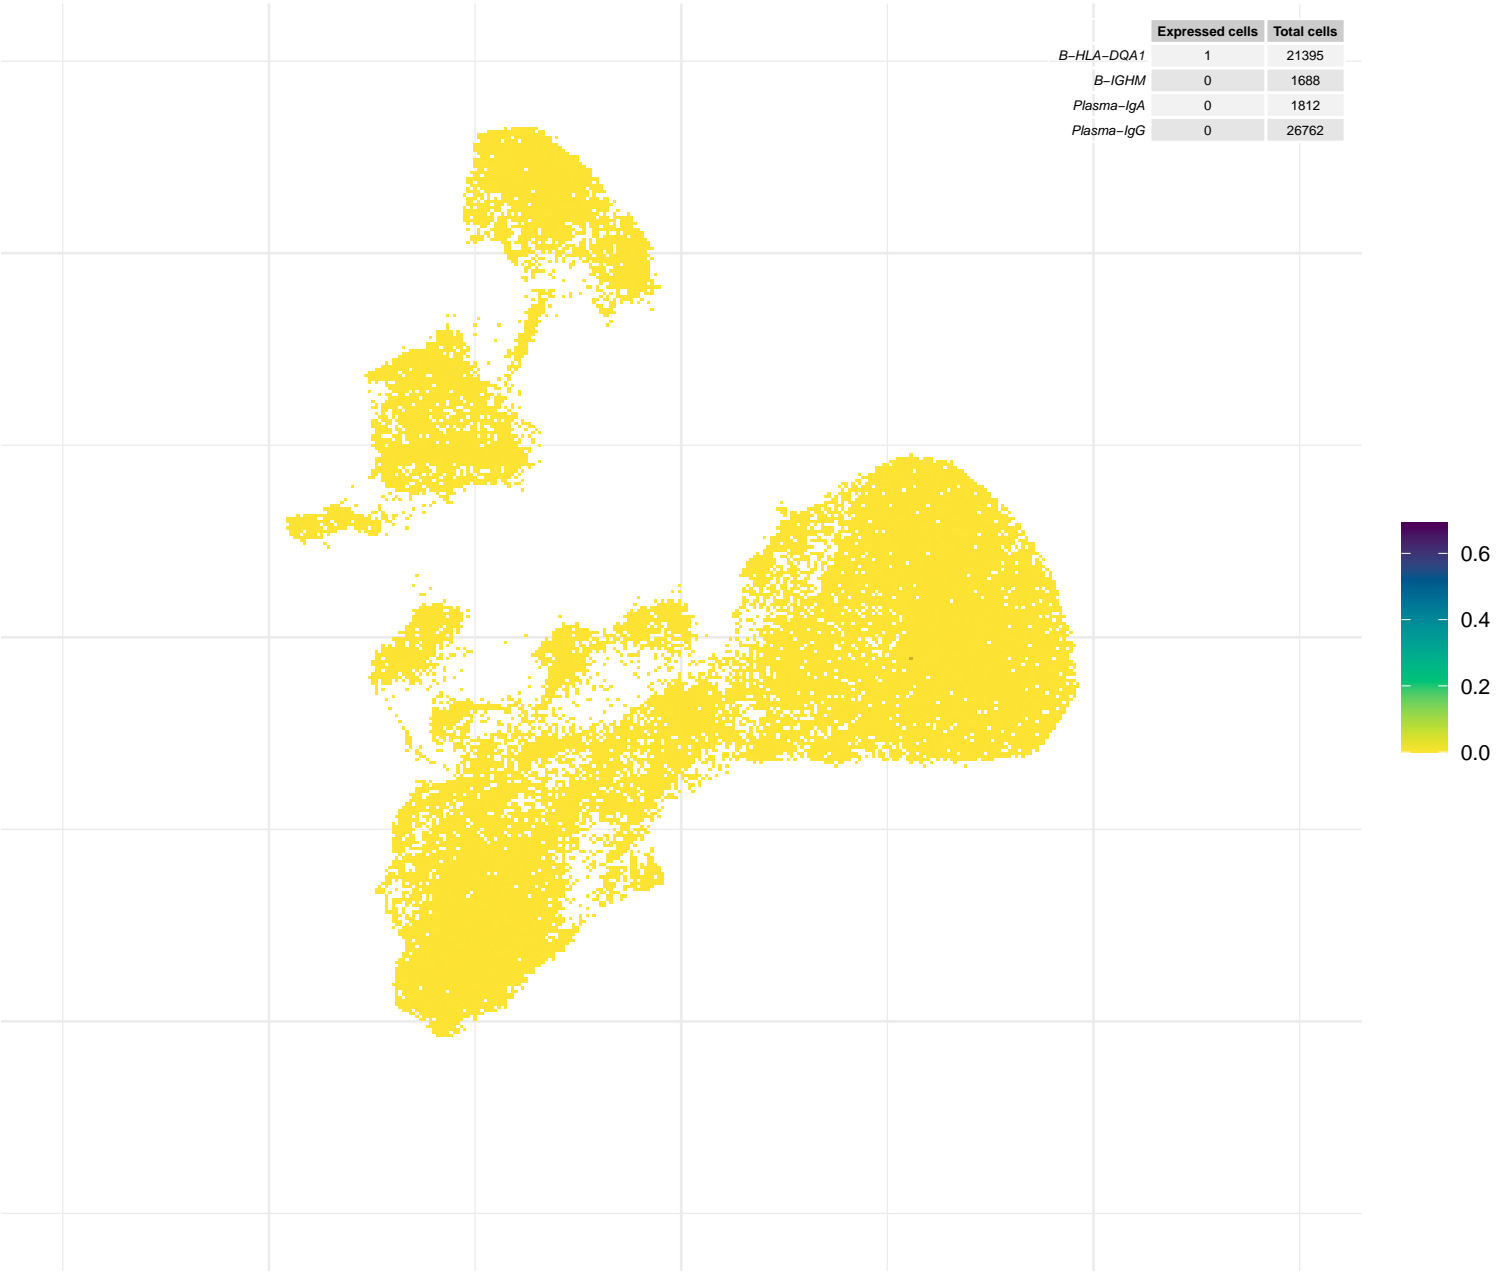 Expressed cells Total cells
B−HLA−DQA1 1 21395
B−IGHM 0 1688
Plasma−IgA 0 1812
Plasma−IgG 0 26762
0.6
0.4
0.2
0.0